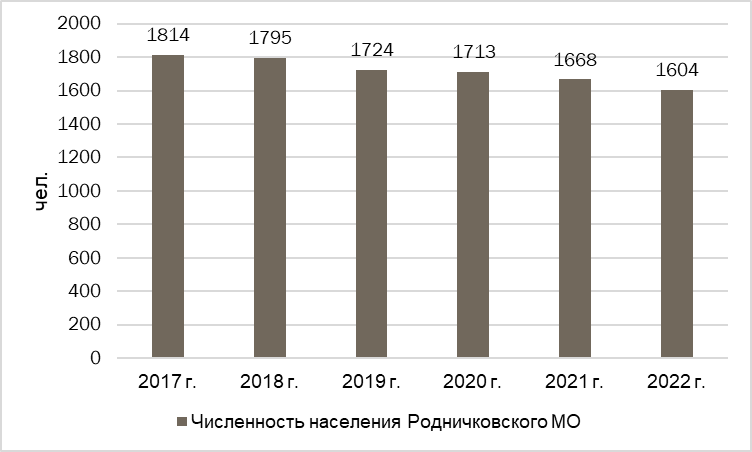 2000
1800
1600
1400
1200
1000
800
600
400
200
0
чел.
1814
1795
1724
1713
1668
1604
2017 г.
2018 г.
2019 г.
2020 г.
2021 г.
2022 г.
Численность населения Родничковского МО